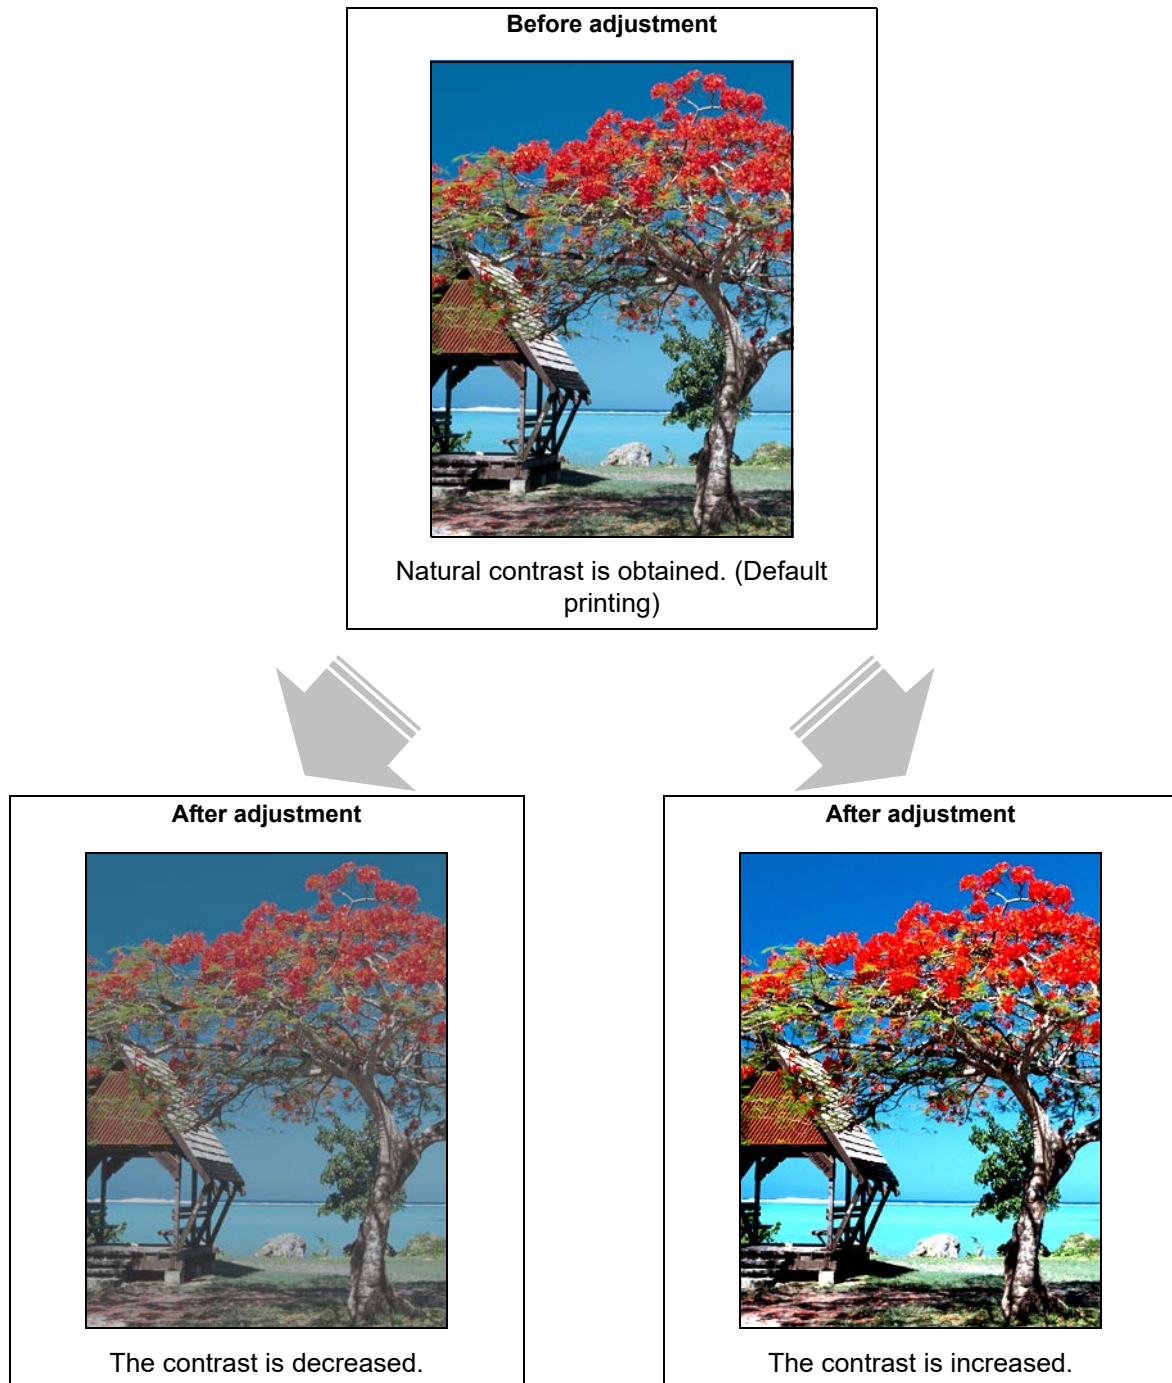 Before adjustment
Natural contrast is obtained. (Default
printing)
After adjustment
The contrast is decreased.
After adjustment
The contrast is increased.